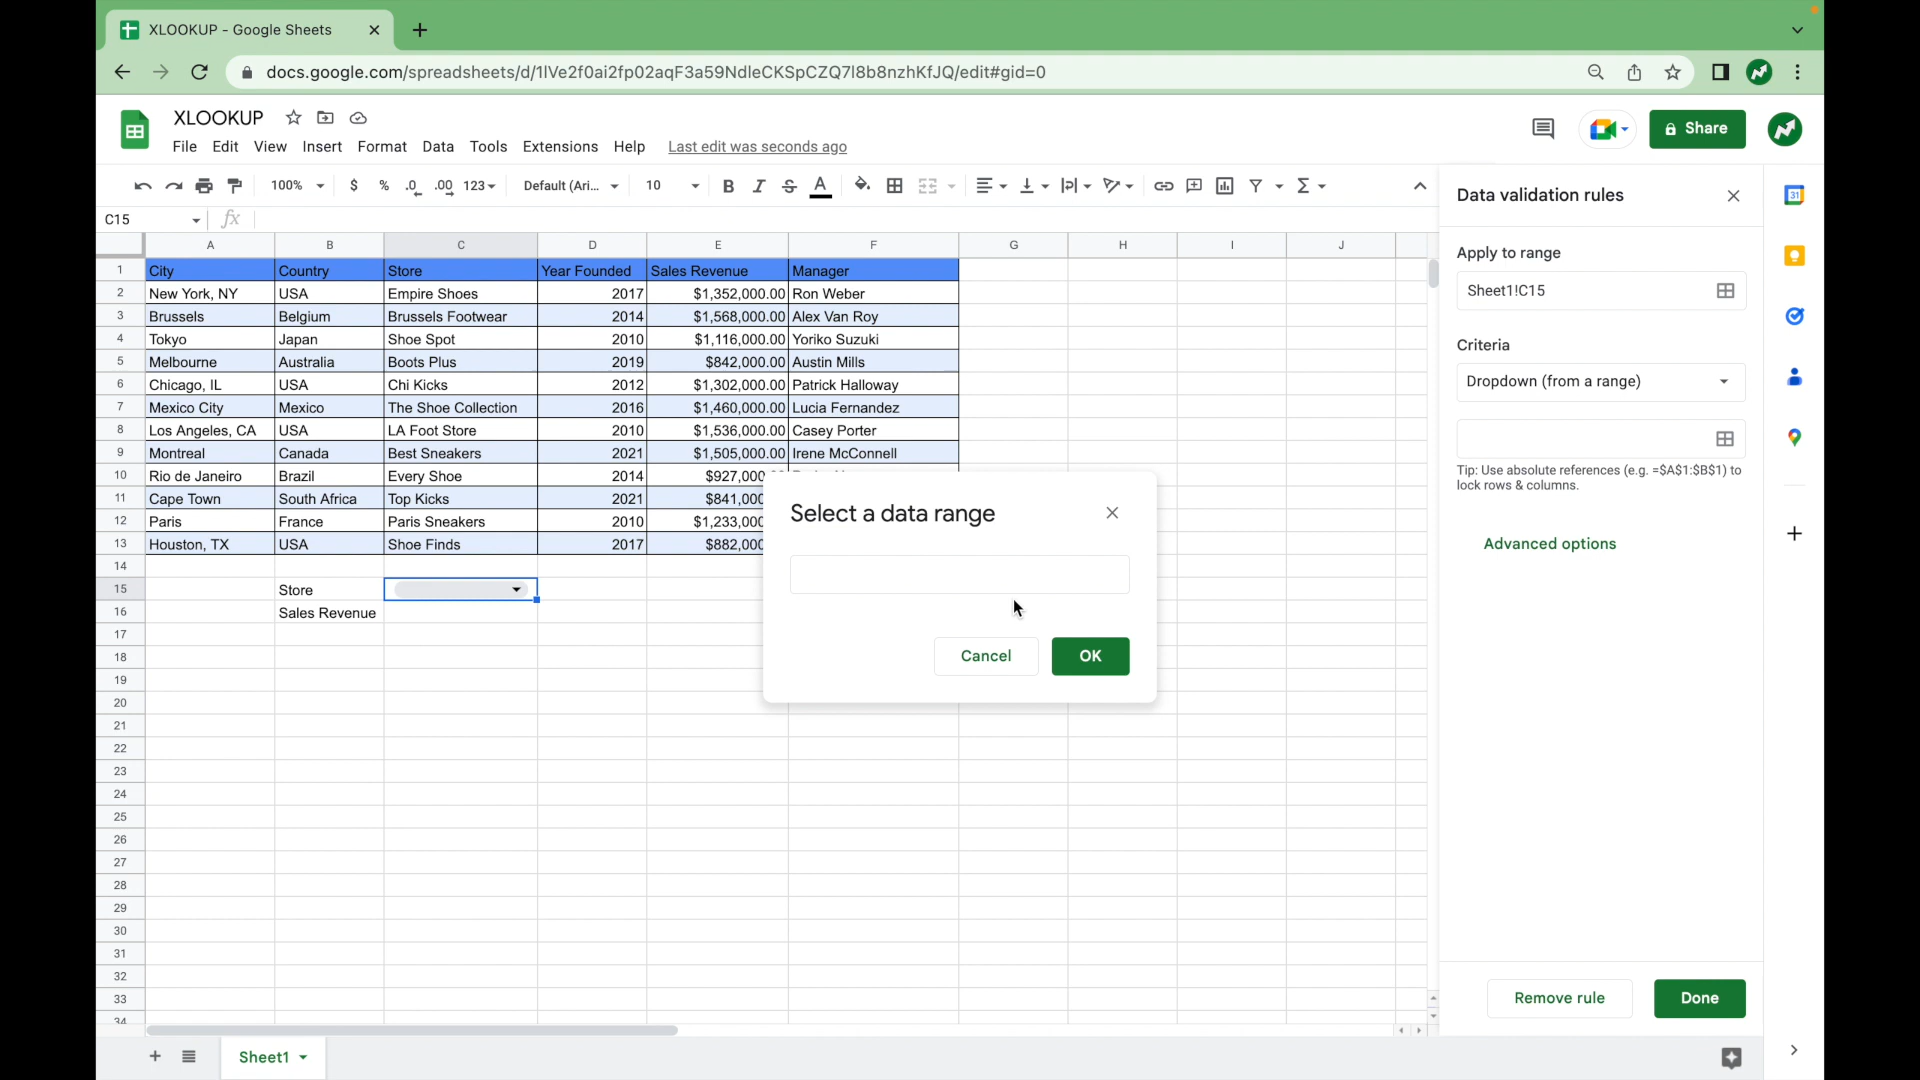 XLOOKUP - Google Sheets
docs.google.com/spreadsheets/d/1lVe2f0ai2fp02aqF3a59NdleCKSpCZQ7l8b8nzhKfJQ/edit#gid=0
XLOOKUP
File Edit View Insert Format Data Tools Extensions Help Last edit was seconds ago
Share
100% $ % .0 .00 123 Default (Ari... 10 B I S A Σ
C15 fx
A B C D E F G H I J
1 City Country Store Year Founded Sales Revenue Manager
2 New York, NY USA Empire Shoes 2017 $1,352,000.00 Ron Weber
3 Brussels Belgium Brussels Footwear 2014 $1,568,000.00 Alex Van Roy
4 Tokyo Japan Shoe Spot 2010 $1,116,000.00 Yoriko Suzuki
5 Melbourne Australia Boots Plus 2019 $842,000.00 Austin Mills
6 Chicago, IL USA Chi Kicks 2012 $1,302,000.00 Patrick Halloway
7 Mexico City Mexico The Shoe Collection 2016 $1,460,000.00 Lucia Fernandez
8 Los Angeles, CA USA LA Foot Store 2010 $1,536,000.00 Casey Porter
9 Montreal Canada Best Sneakers 2021 $1,505,000.00 Irene McConnell
10 Rio de Janeiro Brazil Every Shoe 2014 $927,000
11 Cape Town South Africa Top Kicks 2021 $841,000
12 Paris France Paris Sneakers 2010 $1,233,000
13 Houston, TX USA Shoe Finds 2017 $882,000
14
15 Store
16 Sales Revenue
17
18
19
20
21
22
23
24
25
26
27
28
29
30
31
32
33
34
Select a data range
Cancel OK
Data validation rules
Apply to range
Sheet1!C15
Criteria
Dropdown (from a range)
Tip: Use absolute references (e.g. =$A$1:$B$1) to
lock rows & columns.
Advanced options
Remove rule Done
31
Sheet1